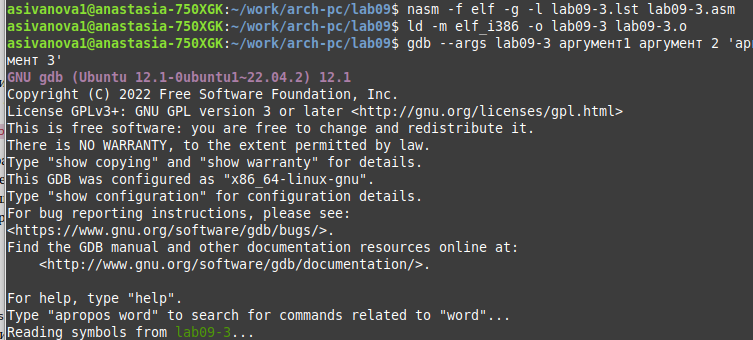 asivanova1@anastasia-750XGK:~/work/arch-pc/lab09$ nasm -f elf -g -l lab09-3.lst lab09-3.asm
asivanova1@anastasia-750XGK:~/work/arch-pc/lab09$ ld -m elf_i386 -o lab09-3 lab09-3.o
asivanova1@anastasia-750XGK:~/work/arch-pc/lab09$ gdb --args lab09-3 аргумент1 аргумент 2 'аргу
мент 3'
GNU gdb (Ubuntu 12.1-0ubuntu1~22.04.2) 12.1
Copyright (C) 2022 Free Software Foundation, Inc.
License GPLv3+: GNU GPL version 3 or later <http://gnu.org/licenses/gpl.html>
This is free software: you are free to change and redistribute it.
There is NO WARRANTY, to the extent permitted by law.
Type "show copying" and "show warranty" for details.
This GDB was configured as "x86_64-linux-gnu".
Type "show configuration" for configuration details.
For bug reporting instructions, please see:
<https://www.gnu.org/software/gdb/bugs/>.
Find the GDB manual and other documentation resources online at:
    <http://www.gnu.org/software/gdb/documentation/>.

For help, type "help".
Type "apropos word" to search for commands related to "word"...
Reading symbols from lab09-3...